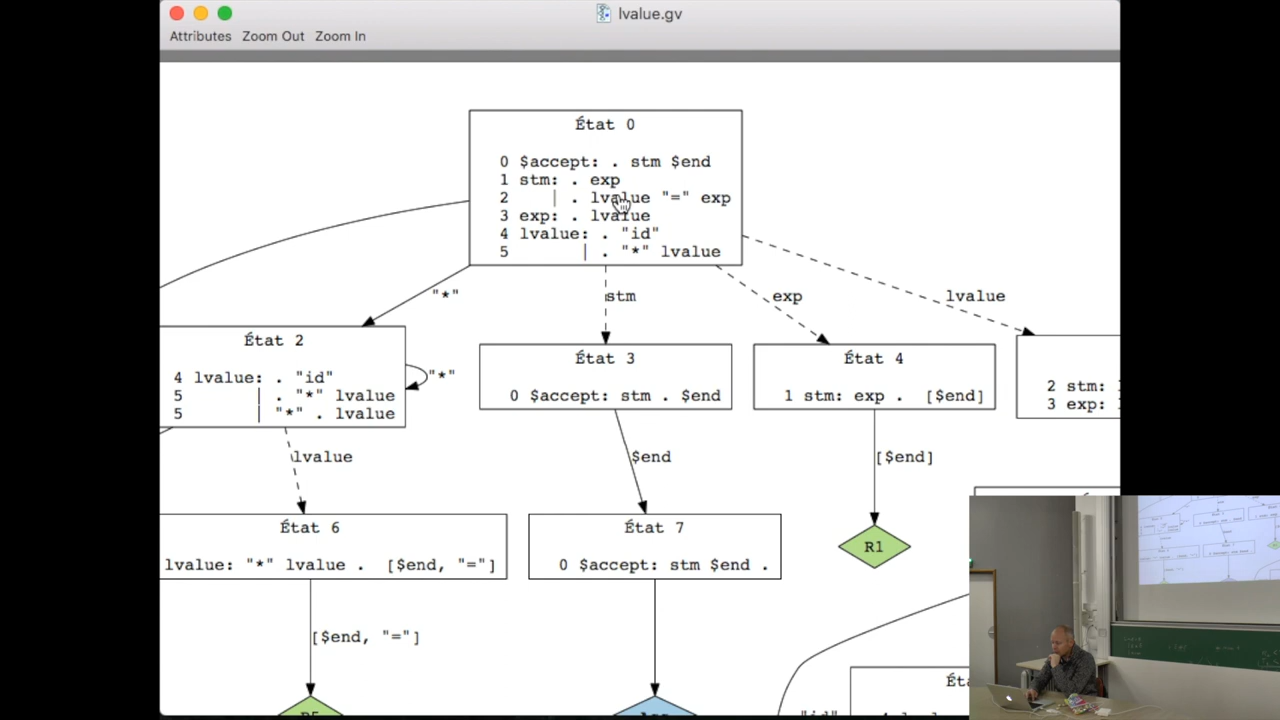 lvalue.gv
Attributes Zoom Out Zoom In
État 0
0 $accept: . stm $end
1 stm: . exp
2 | . lvalue "=" exp
3 exp: . lvalue
4 lvalue: . "id"
5 | . "*" lvalue
"*"
stm
exp
lvalue
État 2
4 lvalue: . "id"
5 | . "*" lvalue
5 | "*" . lvalue
"*"
État 3
0 $accept: stm . $end
État 4
1 stm: exp . [$end]
2 stm:
3 exp:
lvalue
$end
[$end]
État 6
lvalue: "*" lvalue . [$end, "="]
État 7
0 $accept: stm $end .
R1
[$end, "="]